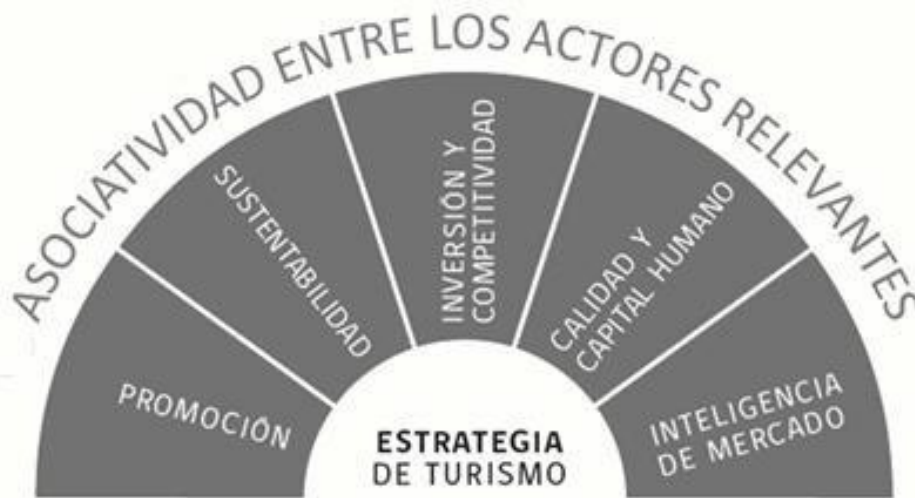 ASOCIATIVIDAD ENTRE LOS ACTORES RELEVANTES
PROMOCIÓN
SUSTENTABILIDAD
INVERSIÓN Y
COMPETITIVIDAD
CALIDAD Y
CAPITAL HUMANO
INTELIGENCIA
DE MERCADO
ESTRATEGIA
DE TURISMO